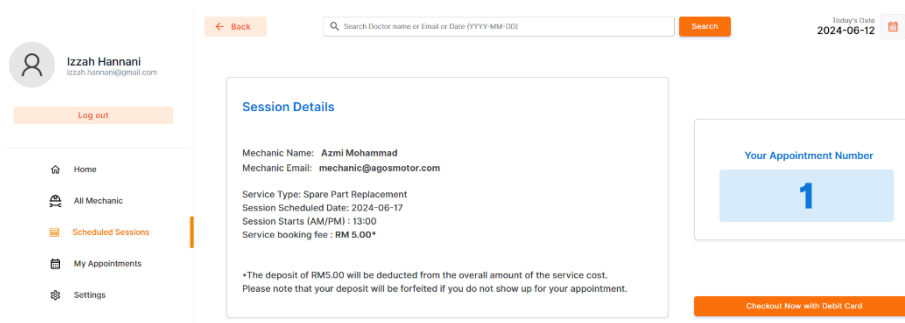 Izzah Hannani
izzah.hannani@gmail.com
Log out
Home
All Mechanic
Scheduled Sessions
My Appointments
Settings
Back
Search Doctor name or Email or Date (YYYY-MM-DD)
Search
Today's Date
2024-06-12
Session Details
Mechanic Name: Azmi Mohammad
Mechanic Email: mechanic@agosmotor.com
Service Type: Spare Part Replacement
Session Scheduled Date: 2024-06-17
Session Starts (AM/PM) : 13:00
Service booking fee : RM 5.00*
*The deposit of RM5.00 will be deducted from the overall amount of the service cost.
Please note that your deposit will be forfeited if you do not show up for your appointment.
Your Appointment Number
1
Checkout Now with Debit Card